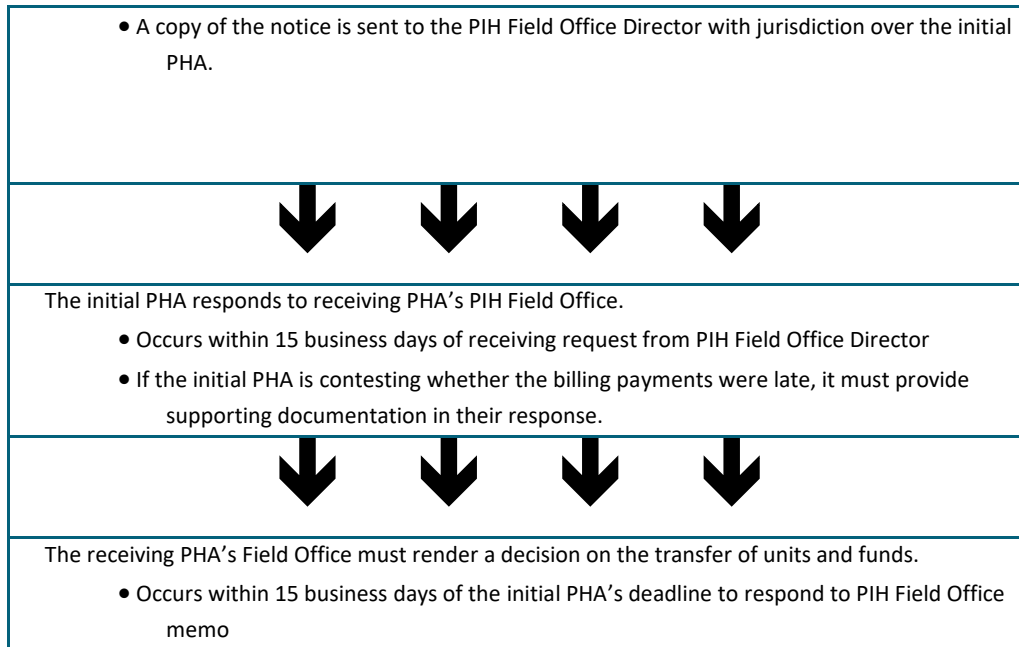 • A copy of the notice is sent to the PIH Field Office Director with jurisdiction over the initial
PHA.
The initial PHA responds to receiving PHA’s PIH Field Office.
• Occurs within 15 business days of receiving request from PIH Field Office Director
• If the initial PHA is contesting whether the billing payments were late, it must provide
supporting documentation in their response.
The receiving PHA’s Field Office must render a decision on the transfer of units and funds.
• Occurs within 15 business days of the initial PHA’s deadline to respond to PIH Field Office
memo